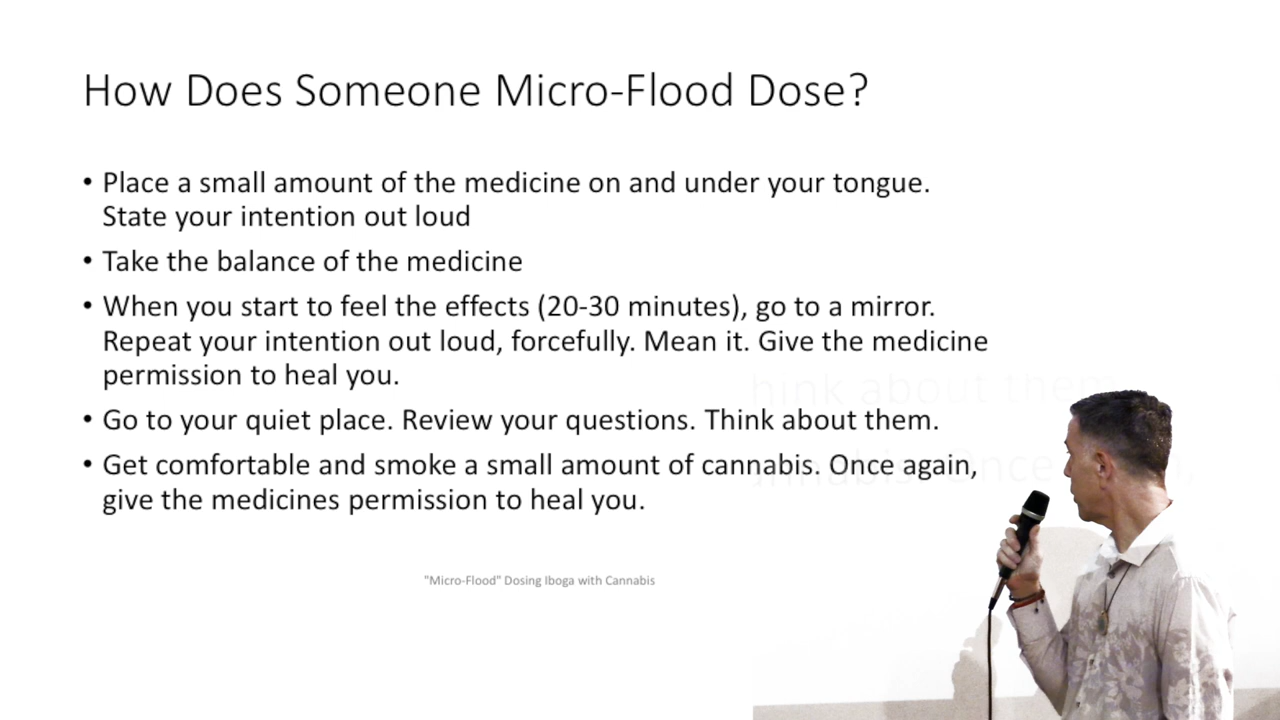 How Does Someone Micro-Flood Dose?
• Place a small amount of the medicine on and under your tongue.
State your intention out loud
• Take the balance of the medicine
• When you start to feel the effects (20-30 minutes), go to a mirror.
Repeat your intention out loud, forcefully. Mean it. Give the medicine
permission to heal you.
hink about them
• Go to your quiet place. Review your questions. Think about them.
• Get comfortable and smoke a small amount of cannabis. Once again,
give the medicines permission to heal you.
"Micro-Flood" Dosing Iboga with Cannabis